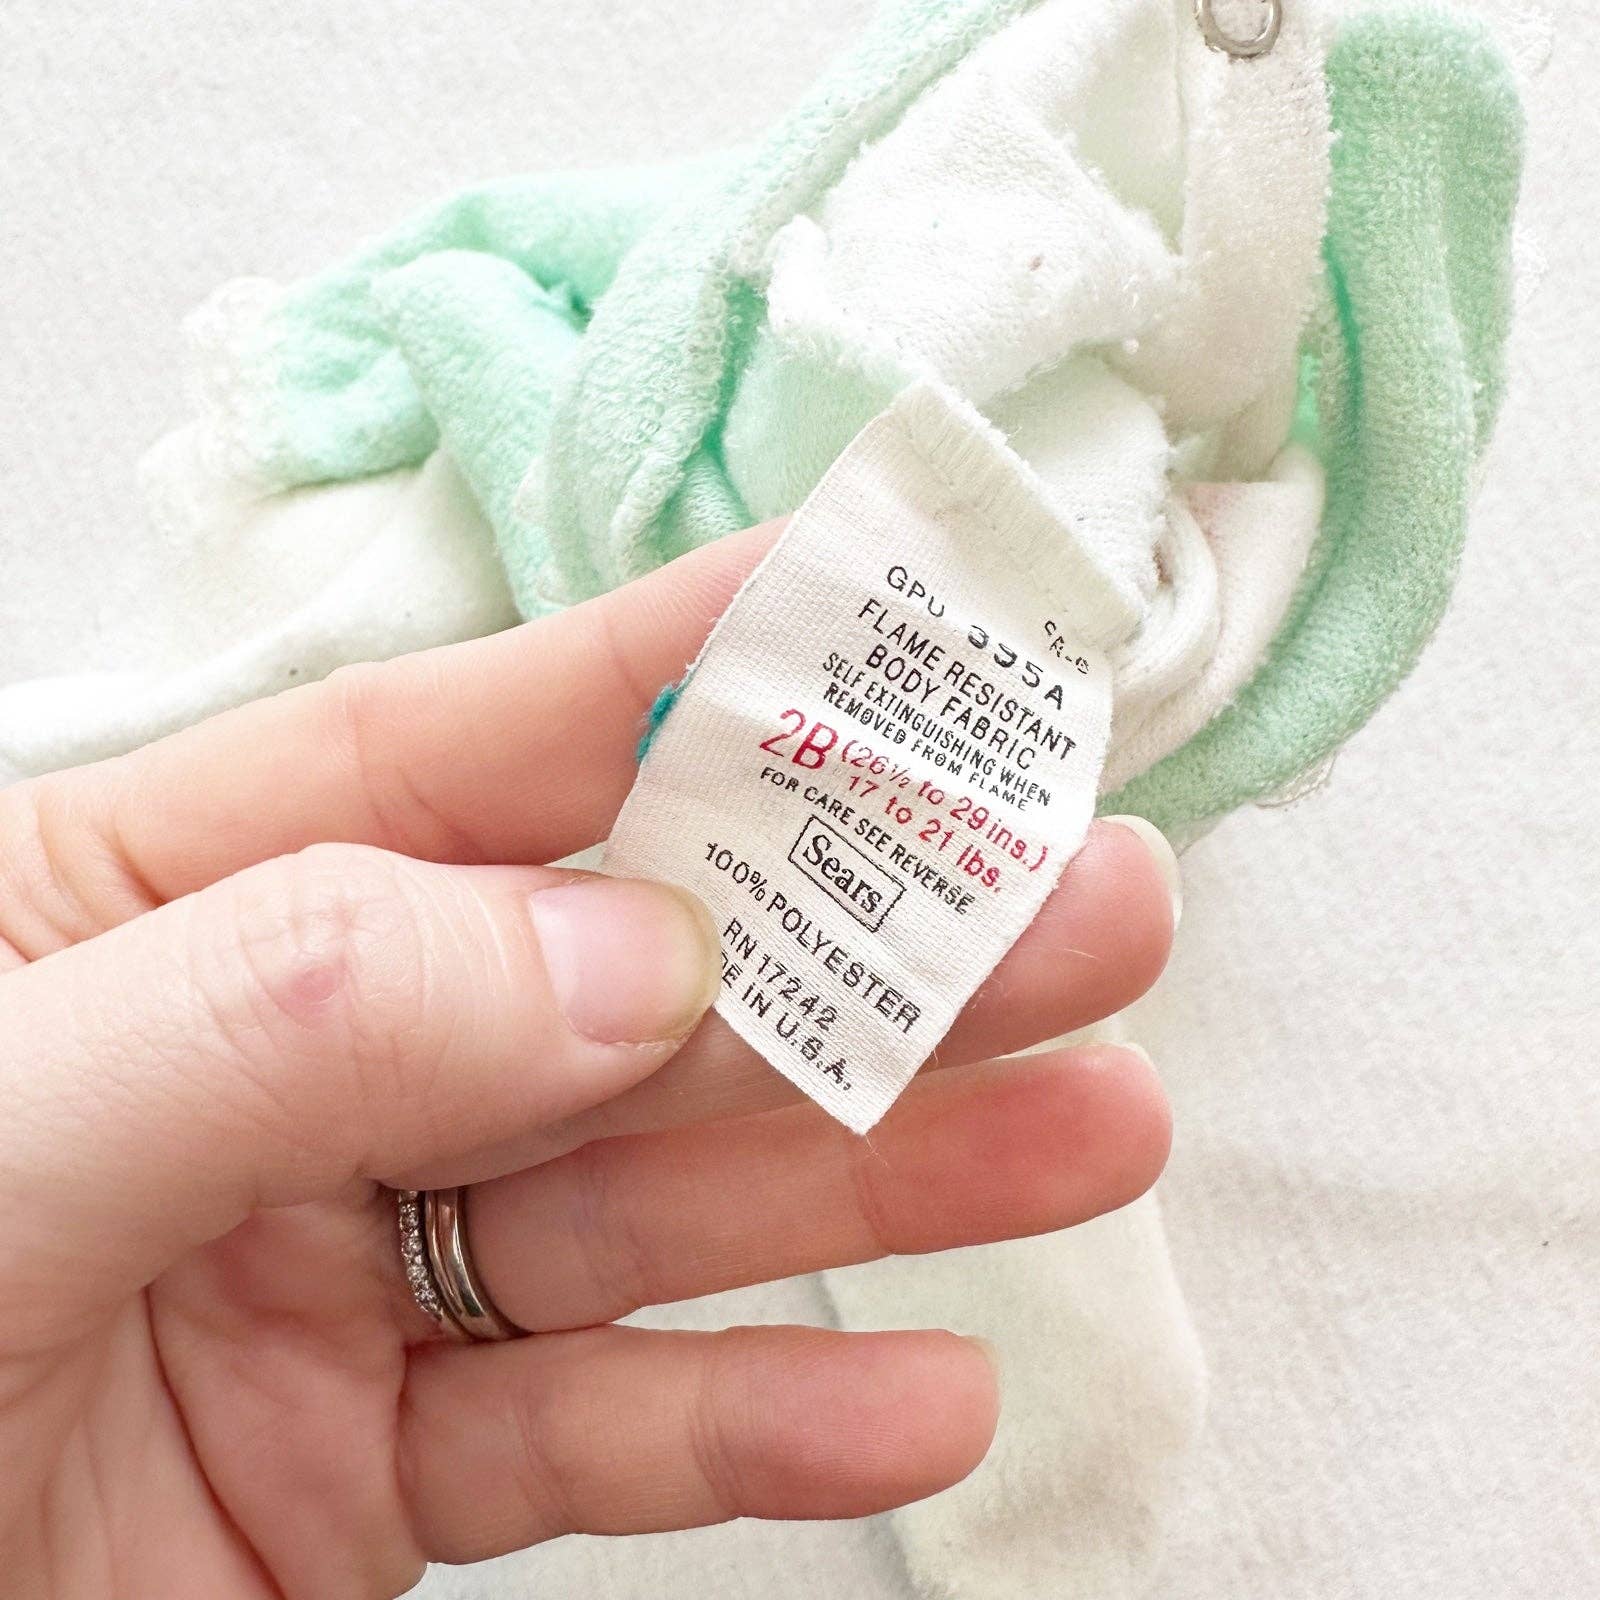 GPU 395A
FLAME RESISTANT
BODY FABRIC
SELF EXTINGUISHING WHEN
REMOVED FROM FLAME
2B (26½ to 29 ins.)
17 to 21 lbs.
FOR CARE SEE REVERSE
Sears
100% POLYESTER
RN 17242
DE IN U.S.A.